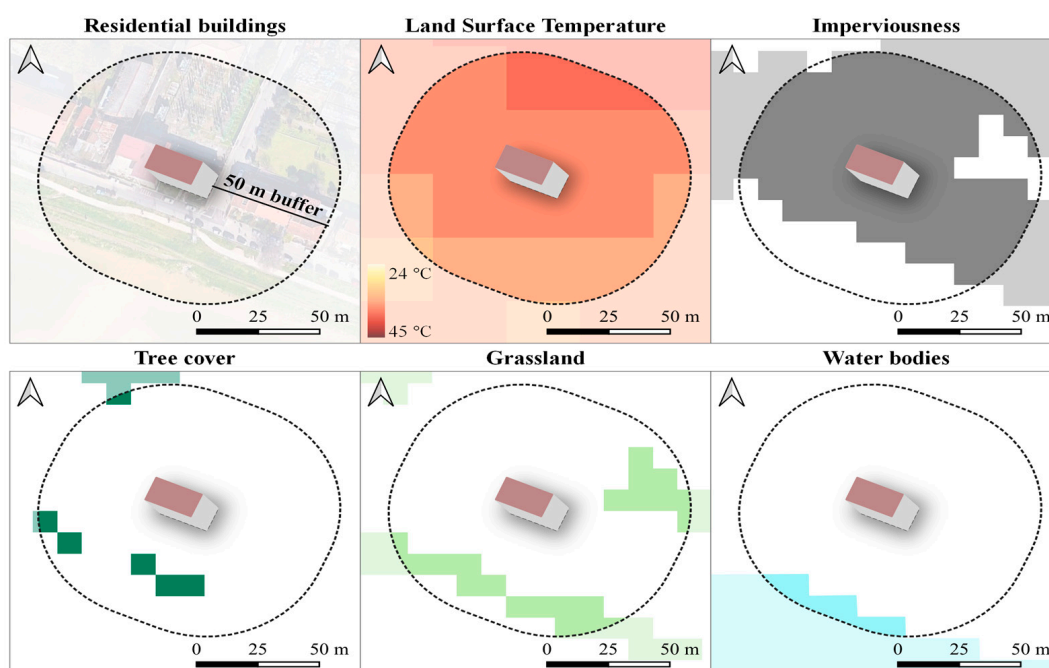 Residential buildings
Land Surface Temperature
Imperviousness
50 m buffer
0 25 50 m
24 °C
45 °C
0 25 50 m
0 25 50 m
Tree cover
Grassland
Water bodies
0 25 50 m
0 25 50 m
0 25 50 m